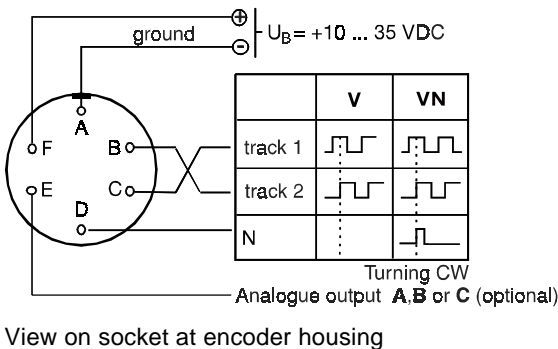 ground
+
−
U_B = +10 ... 35 VDC
V VN
A
F B
track 1
E C
track 2
D
N
Turning CW
Analogue output A,B or C (optional)
View on socket at encoder housing